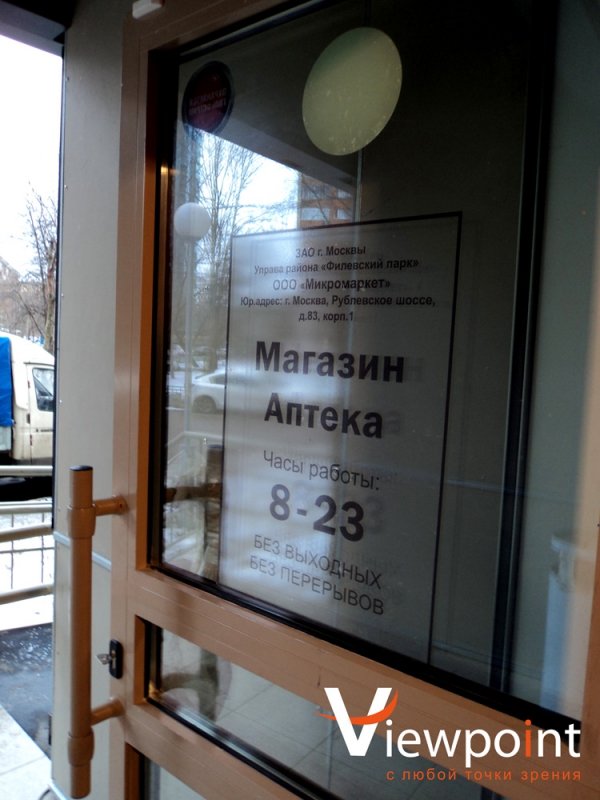 ЗАО г. Москвы
Управа района «Филевский парк»
ООО «Микромаркет»
Юр.адрес: г. Москва, Рублевское шоссе,
д.83, корп.1
Магазин
Аптека
Часы работы:
8-23
БЕЗ ВЫХОДНЫХ
БЕЗ ПЕРЕРЫВОВ
Viewpoint
с любой точки зрения